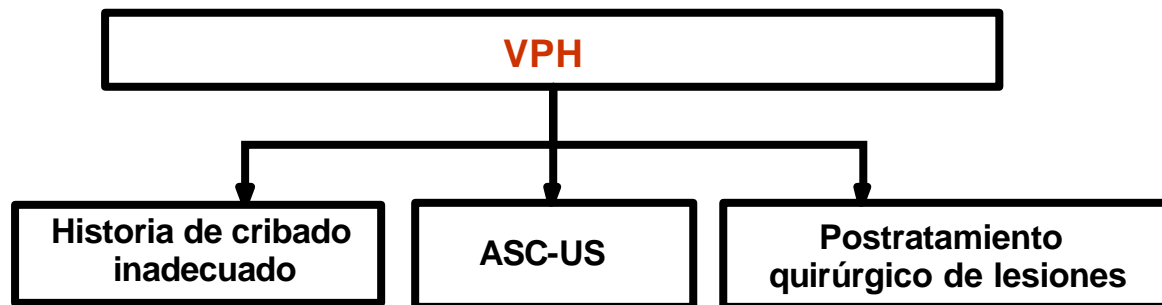 VPH
Historia de cribado
inadecuado
ASC-US
Postratamiento
quirúrgico de lesiones